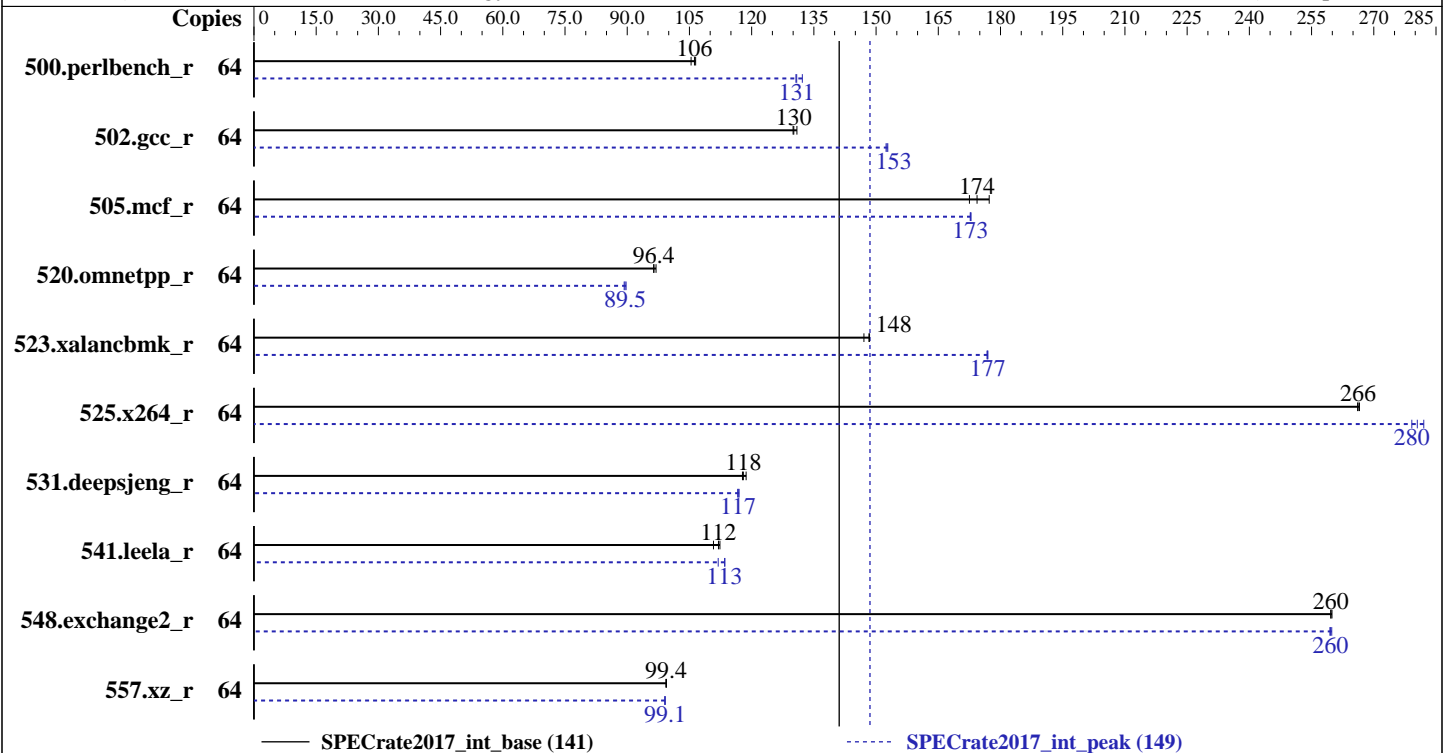 Copies 0 15.0 30.0 45.0 60.0 75.0 90.0 105 120 135 150 165 180 195 210 225 240 255 270 285
500.perlbench_r 64 106
131
502.gcc_r 64 130
153
505.mcf_r 64 174
173
520.omnetpp_r 64 96.4
89.5
523.xalancbmk_r 64 148
177
525.x264_r 64 266
280
531.deepsjeng_r 64 118
117
541.leela_r 64 112
113
548.exchange2_r 64 260
260
557.xz_r 64 99.4
99.1
SPECrate2017_int_base (141) SPECrate2017_int_peak (149)